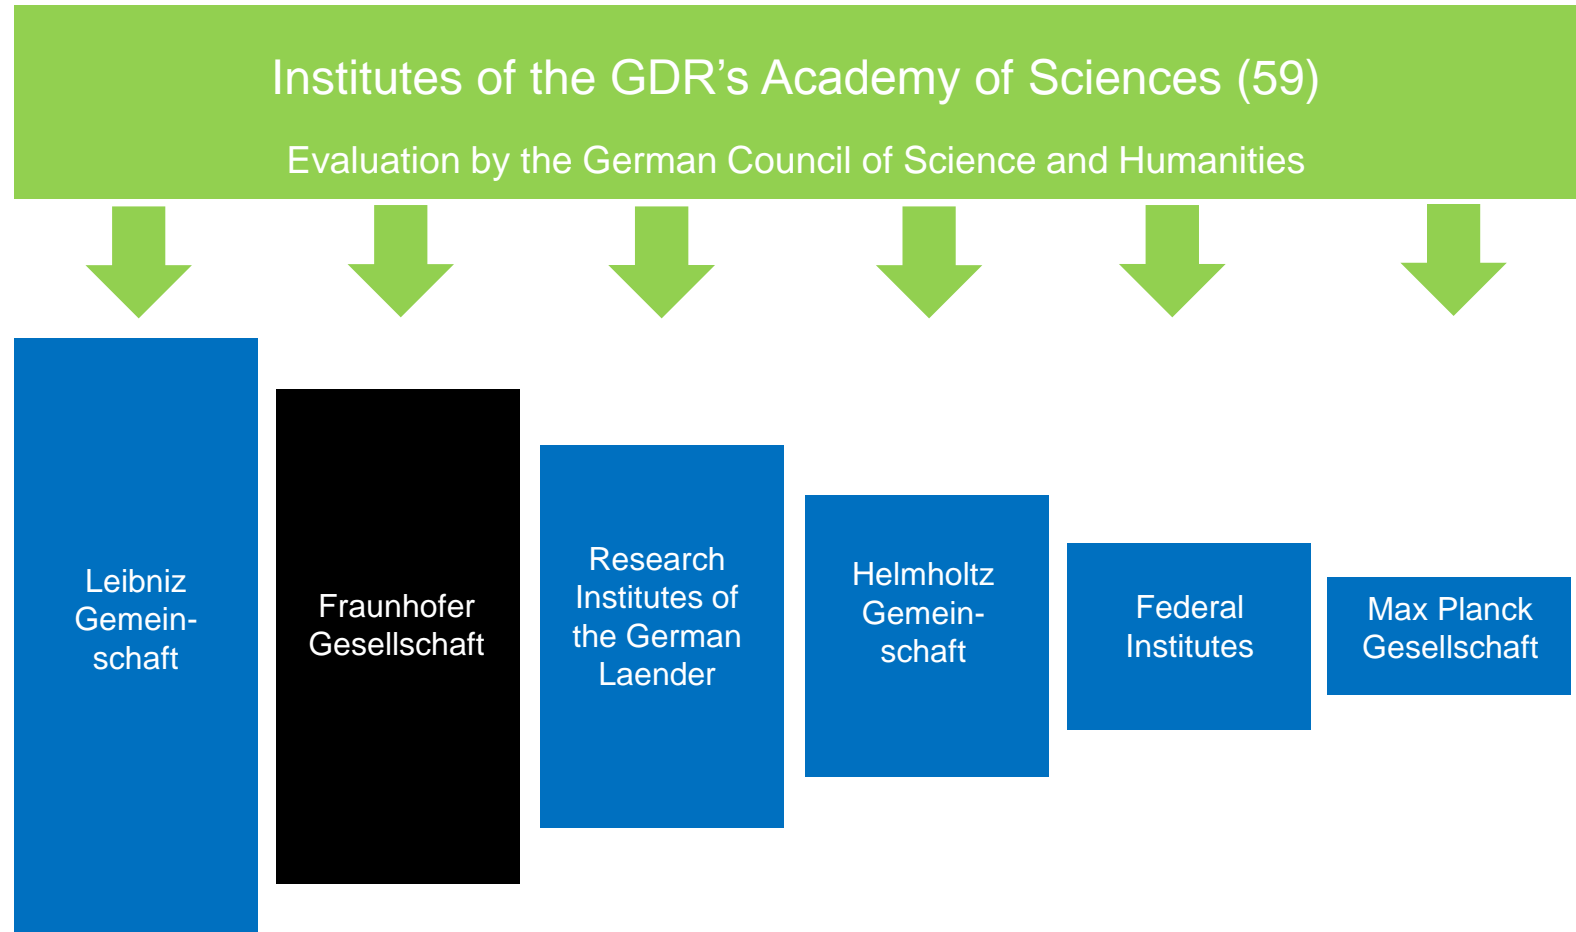 Institutes of the GDR's Academy of Sciences (59)
Evaluation by the German Council of Science and Humanities
Leibniz
Gemein-
schaft
Fraunhofer
Gesellschaft
Research
Institutes of
the German
Laender
Helmholtz
Gemein-
schaft
Federal
Institutes
Max Planck
Gesellschaft